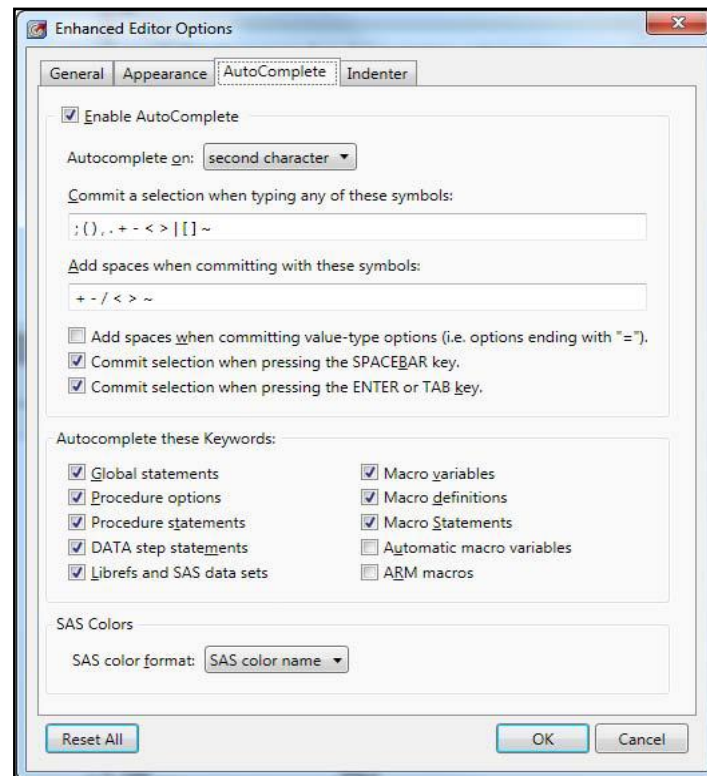 Enhanced Editor Options
x
General Appearance AutoComplete Indenter
Enable AutoComplete
Autocomplete on: second character
Commit a selection when typing any of these symbols:
;(),.+ - < > | [ ] ~
Add spaces when committing with these symbols:
+ - / < > ~
Add spaces when committing value-type options (i.e. options ending with "=").
Commit selection when pressing the SPACEBAR key.
Commit selection when pressing the ENTER or TAB key.
Autocomplete these Keywords:
Global statements Macro variables
Procedure options Macro definitions
Procedure statements Macro Statements
DATA step statements Automatic macro variables
Librefs and SAS data sets ARM macros
SAS Colors
SAS color format: SAS color name
Reset All OK Cancel